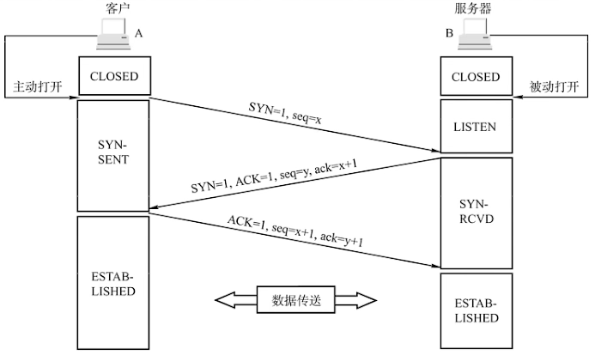 客户
服务器
A
B
CLOSED
CLOSED
主动打开
被动打开
SYN=1, seq=x
LISTEN
SYN-
SENT
SYN=1, ACK=1, seq=y, ack=x+1
SYN-
RCVD
ACK=1, seq=x+1, ack=y+1
ESTAB-
LISHED
数据传送
ESTAB-
LISHED